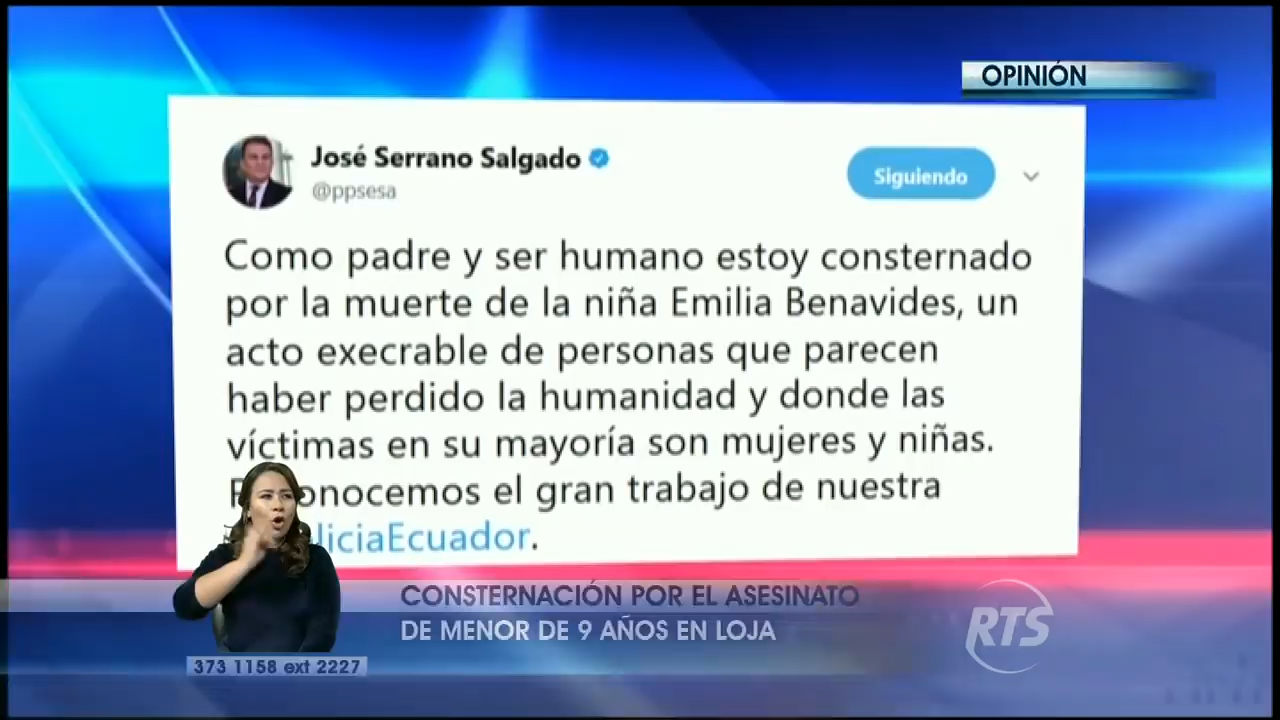 OPINIÓN
José Serrano Salgado
@ppsesa
Siguiendo
Como padre y ser humano estoy consternado
por la muerte de la niña Emilia Benavides, un
acto execrable de personas que parecen
haber perdido la humanidad y donde las
víctimas en su mayoría son mujeres y niñas.
el gran trabajo de nuestra
liciaEcuador.
CONSTERNACIÓN POR EL ASESINATO
DE MENOR DE 9 AÑOS EN LOJA
RTS
373 1158 ext 2227